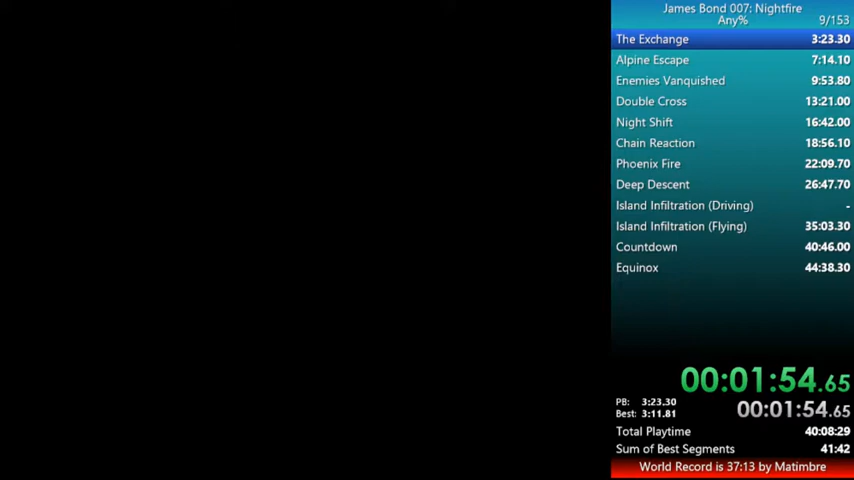 James Bond 007: Nightfire
Any% 9/153
The Exchange 3:23.30
Alpine Escape 7:14.10
Enemies Vanquished 9:53.80
Double Cross 13:21.00
Night Shift 16:42.00
Chain Reaction 18:56.10
Phoenix Fire 22:09.70
Deep Descent 26:47.70
Island Infiltration (Driving) -
Island Infiltration (Flying) 35:03.30
Countdown 40:46.00
Equinox 44:38.30
00:01:54.65
PB: 3:23.30
Best: 3:11.81
00:01:54.65
Total Playtime 40:08:29
Sum of Best Segments 41:42
World Record is 37:13 by Matimbre